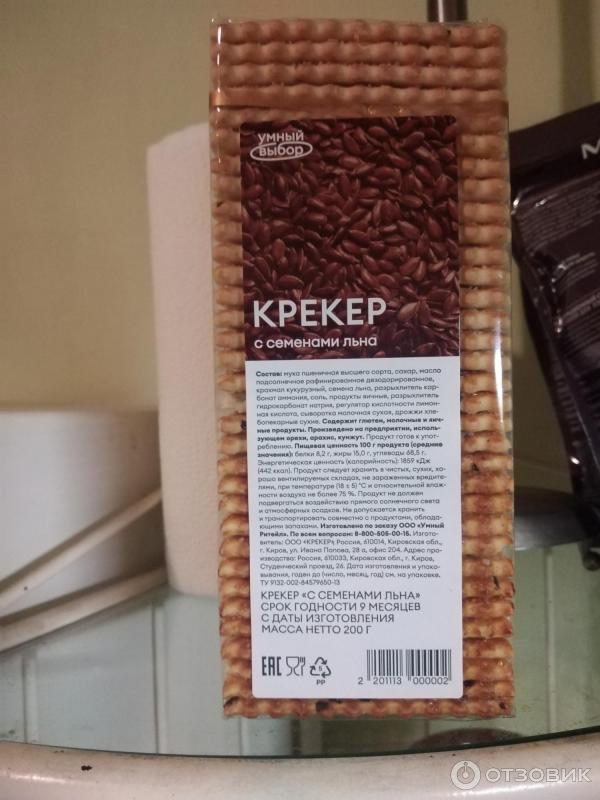 умный
выбор
КРЕКЕР
с семенами льна
Состав: мука пшеничная высшего сорта, сахар, масло
подсолнечное рафинированное дезодорированное,
крахмал кукурузный, семена льна, разрыхлитель кар-
бонат аммония, соль, продукты яичные, разрыхлитель
гидрокарбонат натрия, регулятор кислотности лимон-
ная кислота, сыворотка молочная сухая, дрожжи хле-
бопекарные сухие. Содержит глютен, молочные и яич-
ные продукты. Произведено на предприятии, исполь-
зующем орехи, арахис, кунжут. Продукт готов к упот-
реблению. Пищевая ценность 100 г продукта (средние
значения): белки 8,2 г, жиры 15,0 г, углеводы 68,5 г.
Энергетическая ценность (калорийность): 1859 кДж
(442 ккал). Продукт следует хранить в чистых, сухих, хо-
рошо вентилируемых складах, не зараженных вредите-
лями, при температуре (18 ± 5) °С и относительной влаж-
ности воздуха не более 75 %. Продукт не должен
подвергаться воздействию прямого солнечного света
и атмосферных осадков. Не допускается хранить
и транспортировать совместно с продуктами, облада-
ющими запахами. Изготовлено по заказу ООО «Умный
Ритейл». По всем вопросам: 8-800-505-00-15. Изго-
витель: ООО «КРЕКЕР», Россия, 610014, Кировская обл.,
г. Киров, ул. Ивана Попова, 28 а, офис 204. Адрес про-
изводства: Россия, 610033, Кировская обл., г. Киров,
Студенческий проезд, 26. Дата изготовления и упако-
вывания, годен до (число, месяц, год) см. на упаковке.
ТУ 9132-002-84579650-13
КРЕКЕР «С СЕМЕНАМИ ЛЬНА»
СРОК ГОДНОСТИ 9 МЕСЯЦЕВ
С ДАТЫ ИЗГОТОВЛЕНИЯ
МАССА НЕТТО 200 Г
EAC
5
PP
2 201113 000002
ОТЗОВИК